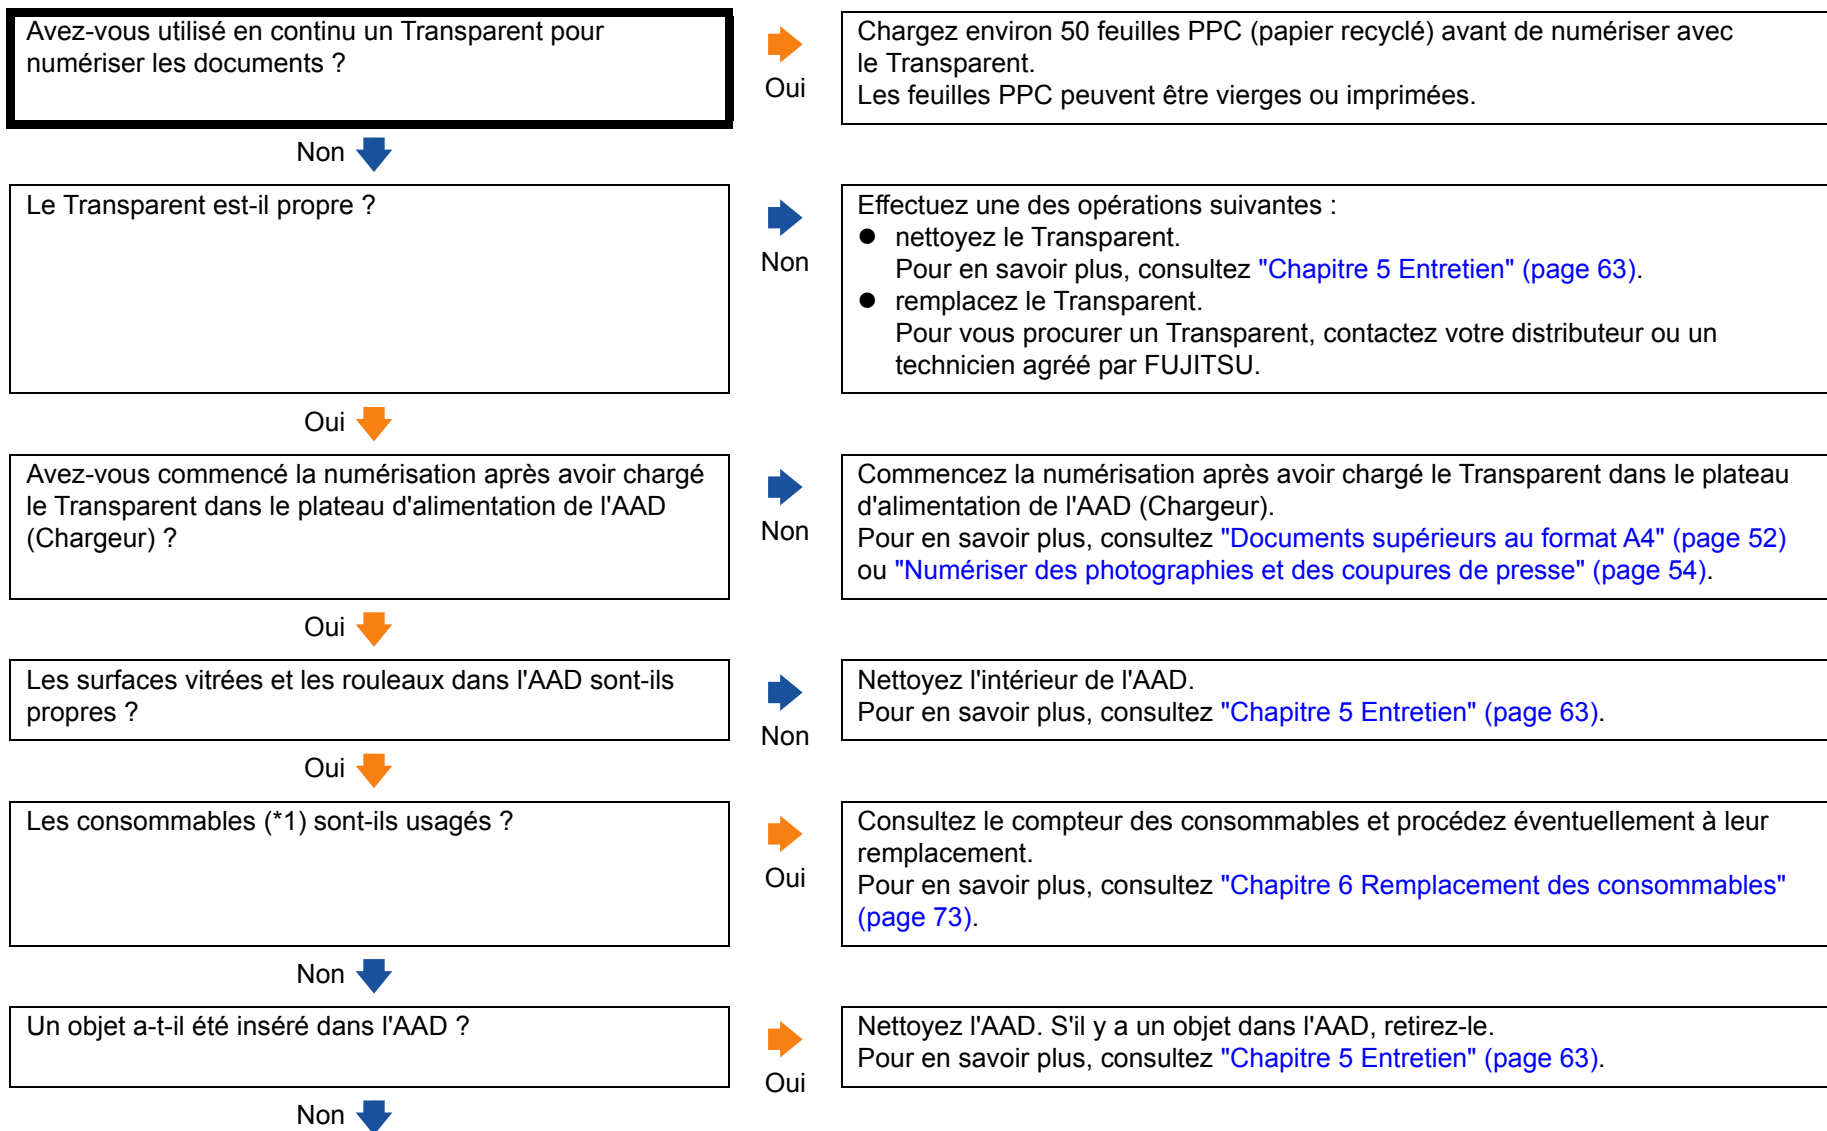 Avez-vous utilisé en continu un Transparent pour
numériser les documents ?
Oui
Chargez environ 50 feuilles PPC (papier recyclé) avant de numériser avec
le Transparent.
Les feuilles PPC peuvent être vierges ou imprimées.
Non
Le Transparent est-il propre ?
Non
Effectuez une des opérations suivantes :
● nettoyez le Transparent.
Pour en savoir plus, consultez "Chapitre 5 Entretien" (page 63).
● remplacez le Transparent.
Pour vous procurer un Transparent, contactez votre distributeur ou un
technicien agréé par FUJITSU.
Oui
Avez-vous commencé la numérisation après avoir chargé
le Transparent dans le plateau d'alimentation de l'AAD
(Chargeur) ?
Non
Commencez la numérisation après avoir chargé le Transparent dans le plateau
d'alimentation de l'AAD (Chargeur).
Pour en savoir plus, consultez "Documents supérieurs au format A4" (page 52)
ou "Numériser des photographies et des coupures de presse" (page 54).
Oui
Les surfaces vitrées et les rouleaux dans l'AAD sont-ils
propres ?
Non
Nettoyez l'intérieur de l'AAD.
Pour en savoir plus, consultez "Chapitre 5 Entretien" (page 63).
Oui
Les consommables (*1) sont-ils usagés ?
Oui
Consultez le compteur des consommables et procédez éventuellement à leur
remplacement.
Pour en savoir plus, consultez "Chapitre 6 Remplacement des consommables"
(page 73).
Non
Un objet a-t-il été inséré dans l'AAD ?
Oui
Nettoyez l'AAD. S'il y a un objet dans l'AAD, retirez-le.
Pour en savoir plus, consultez "Chapitre 5 Entretien" (page 63).
Non